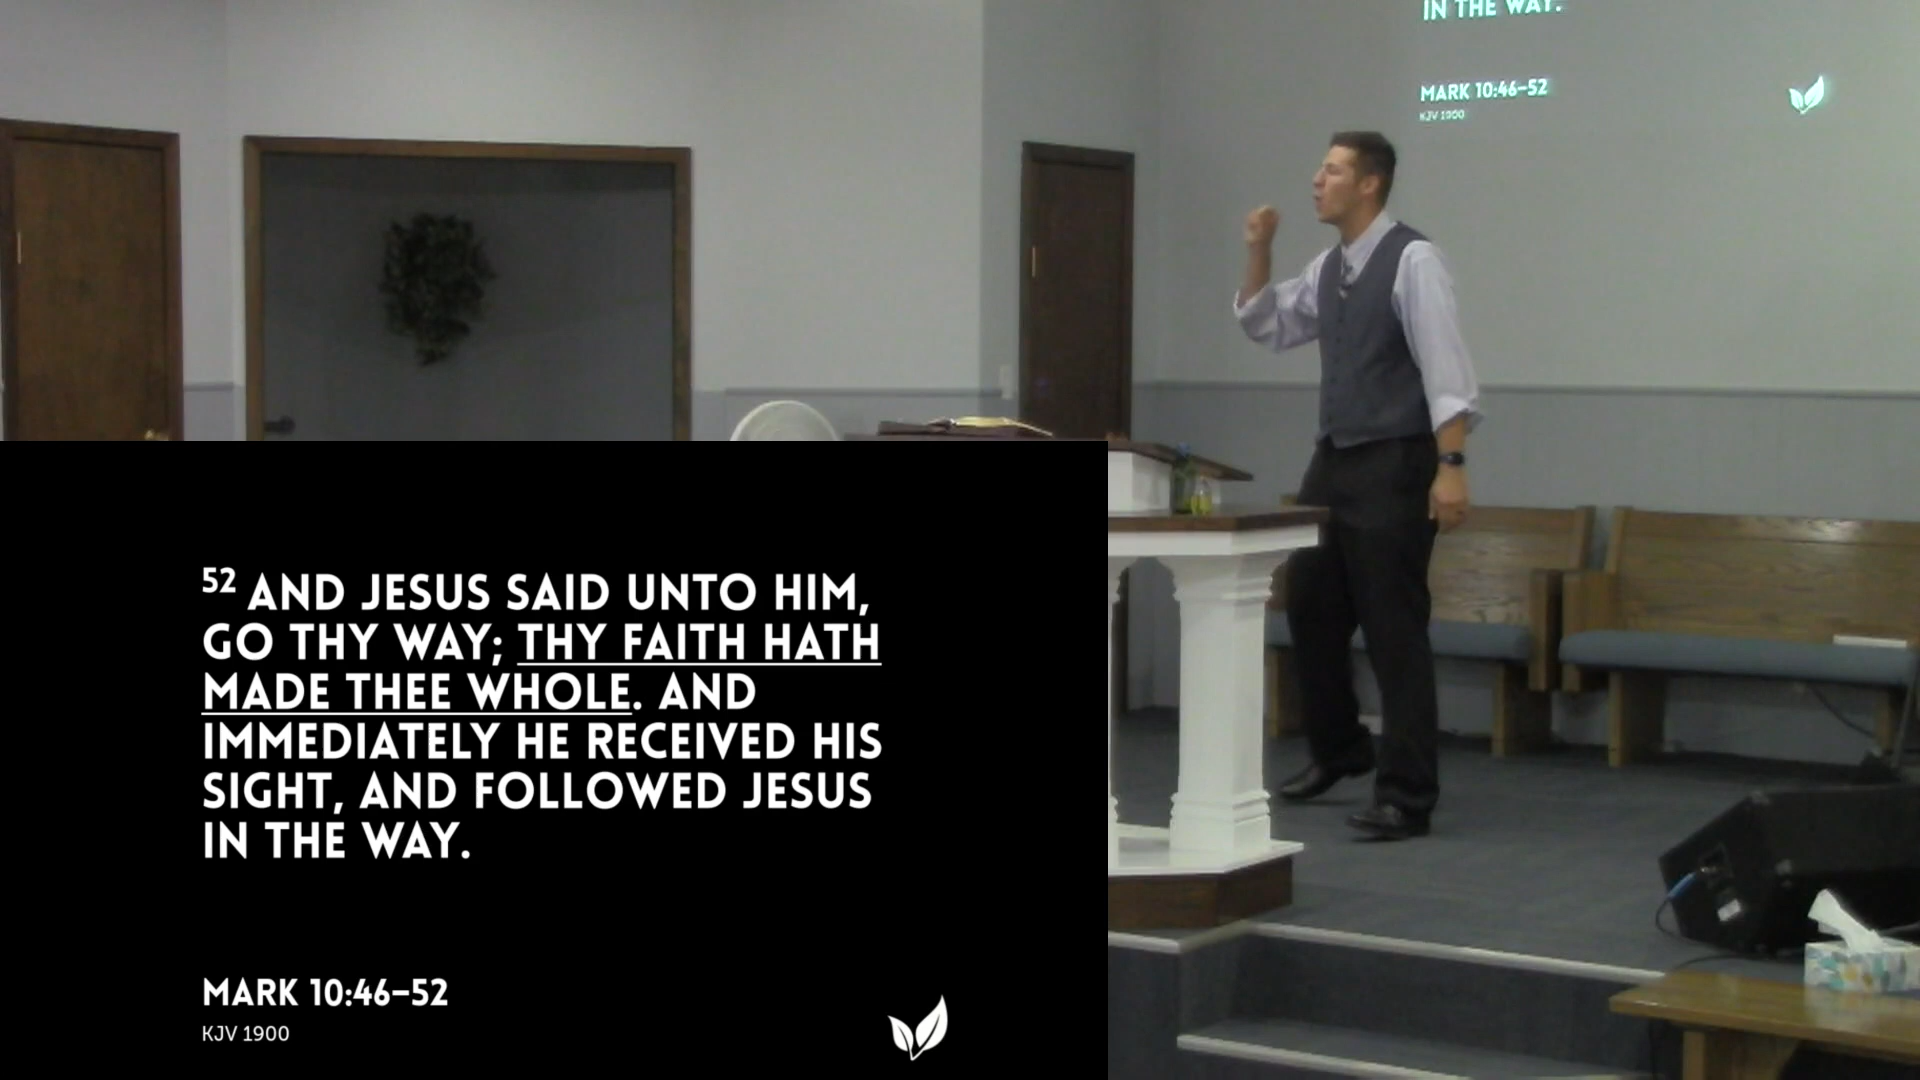 IN THE WAY.
MARK 10:46–52
KJV 1900
52 AND JESUS SAID UNTO HIM,
GO THY WAY; THY FAITH HATH
MADE THEE WHOLE. AND
IMMEDIATELY HE RECEIVED HIS
SIGHT, AND FOLLOWED JESUS
IN THE WAY.
MARK 10:46–52
KJV 1900